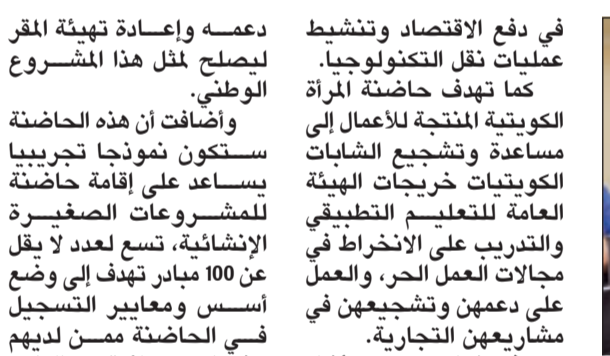 في دفع الاقتصاد وتنشيط
عمليات نقل التكنولوجيا.
كما تهدف حاضنة المرأة
الكويتية المنتجة للأعمال إلى
مساعدة وتشجيع الشابات
الكويتيات خريجات الهيئة
العامة للتعليم التطبيقي
والتدريب على الانخراط في
مجالات العمل الحر، والعمل
على دعمهن وتشجيعهن في
مشاريعهن التجارية.
دعمه وإعادة تهيئة المقر
ليصلح لمثل هذا المشروع
الوطني.
وأضافت أن هذه الحاضنة
ستكون نموذجا تجريبيا
يساعد على إقامة حاضنة
للمشروعات الصغيرة
الإنشائية، تسع لعدد لا يقل
عن 100 مبادر تهدف إلى وضع
أسس ومعايير التسجيل
في الحاضنة ممن لديهم